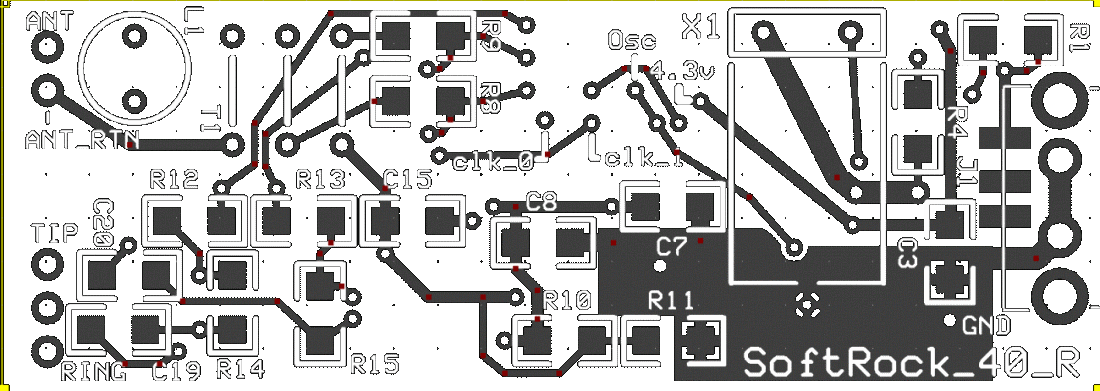 ANT
L1
R9
Osc
X1
R1
4.3v
R8
T1
R4
ANT_RTN
clk_0
clk_1
J1
R12
R13
C15
C8
C20
TIP
C7
C3
R10
R11
GND
RING
C19
R14
R15
SoftRock_40_R